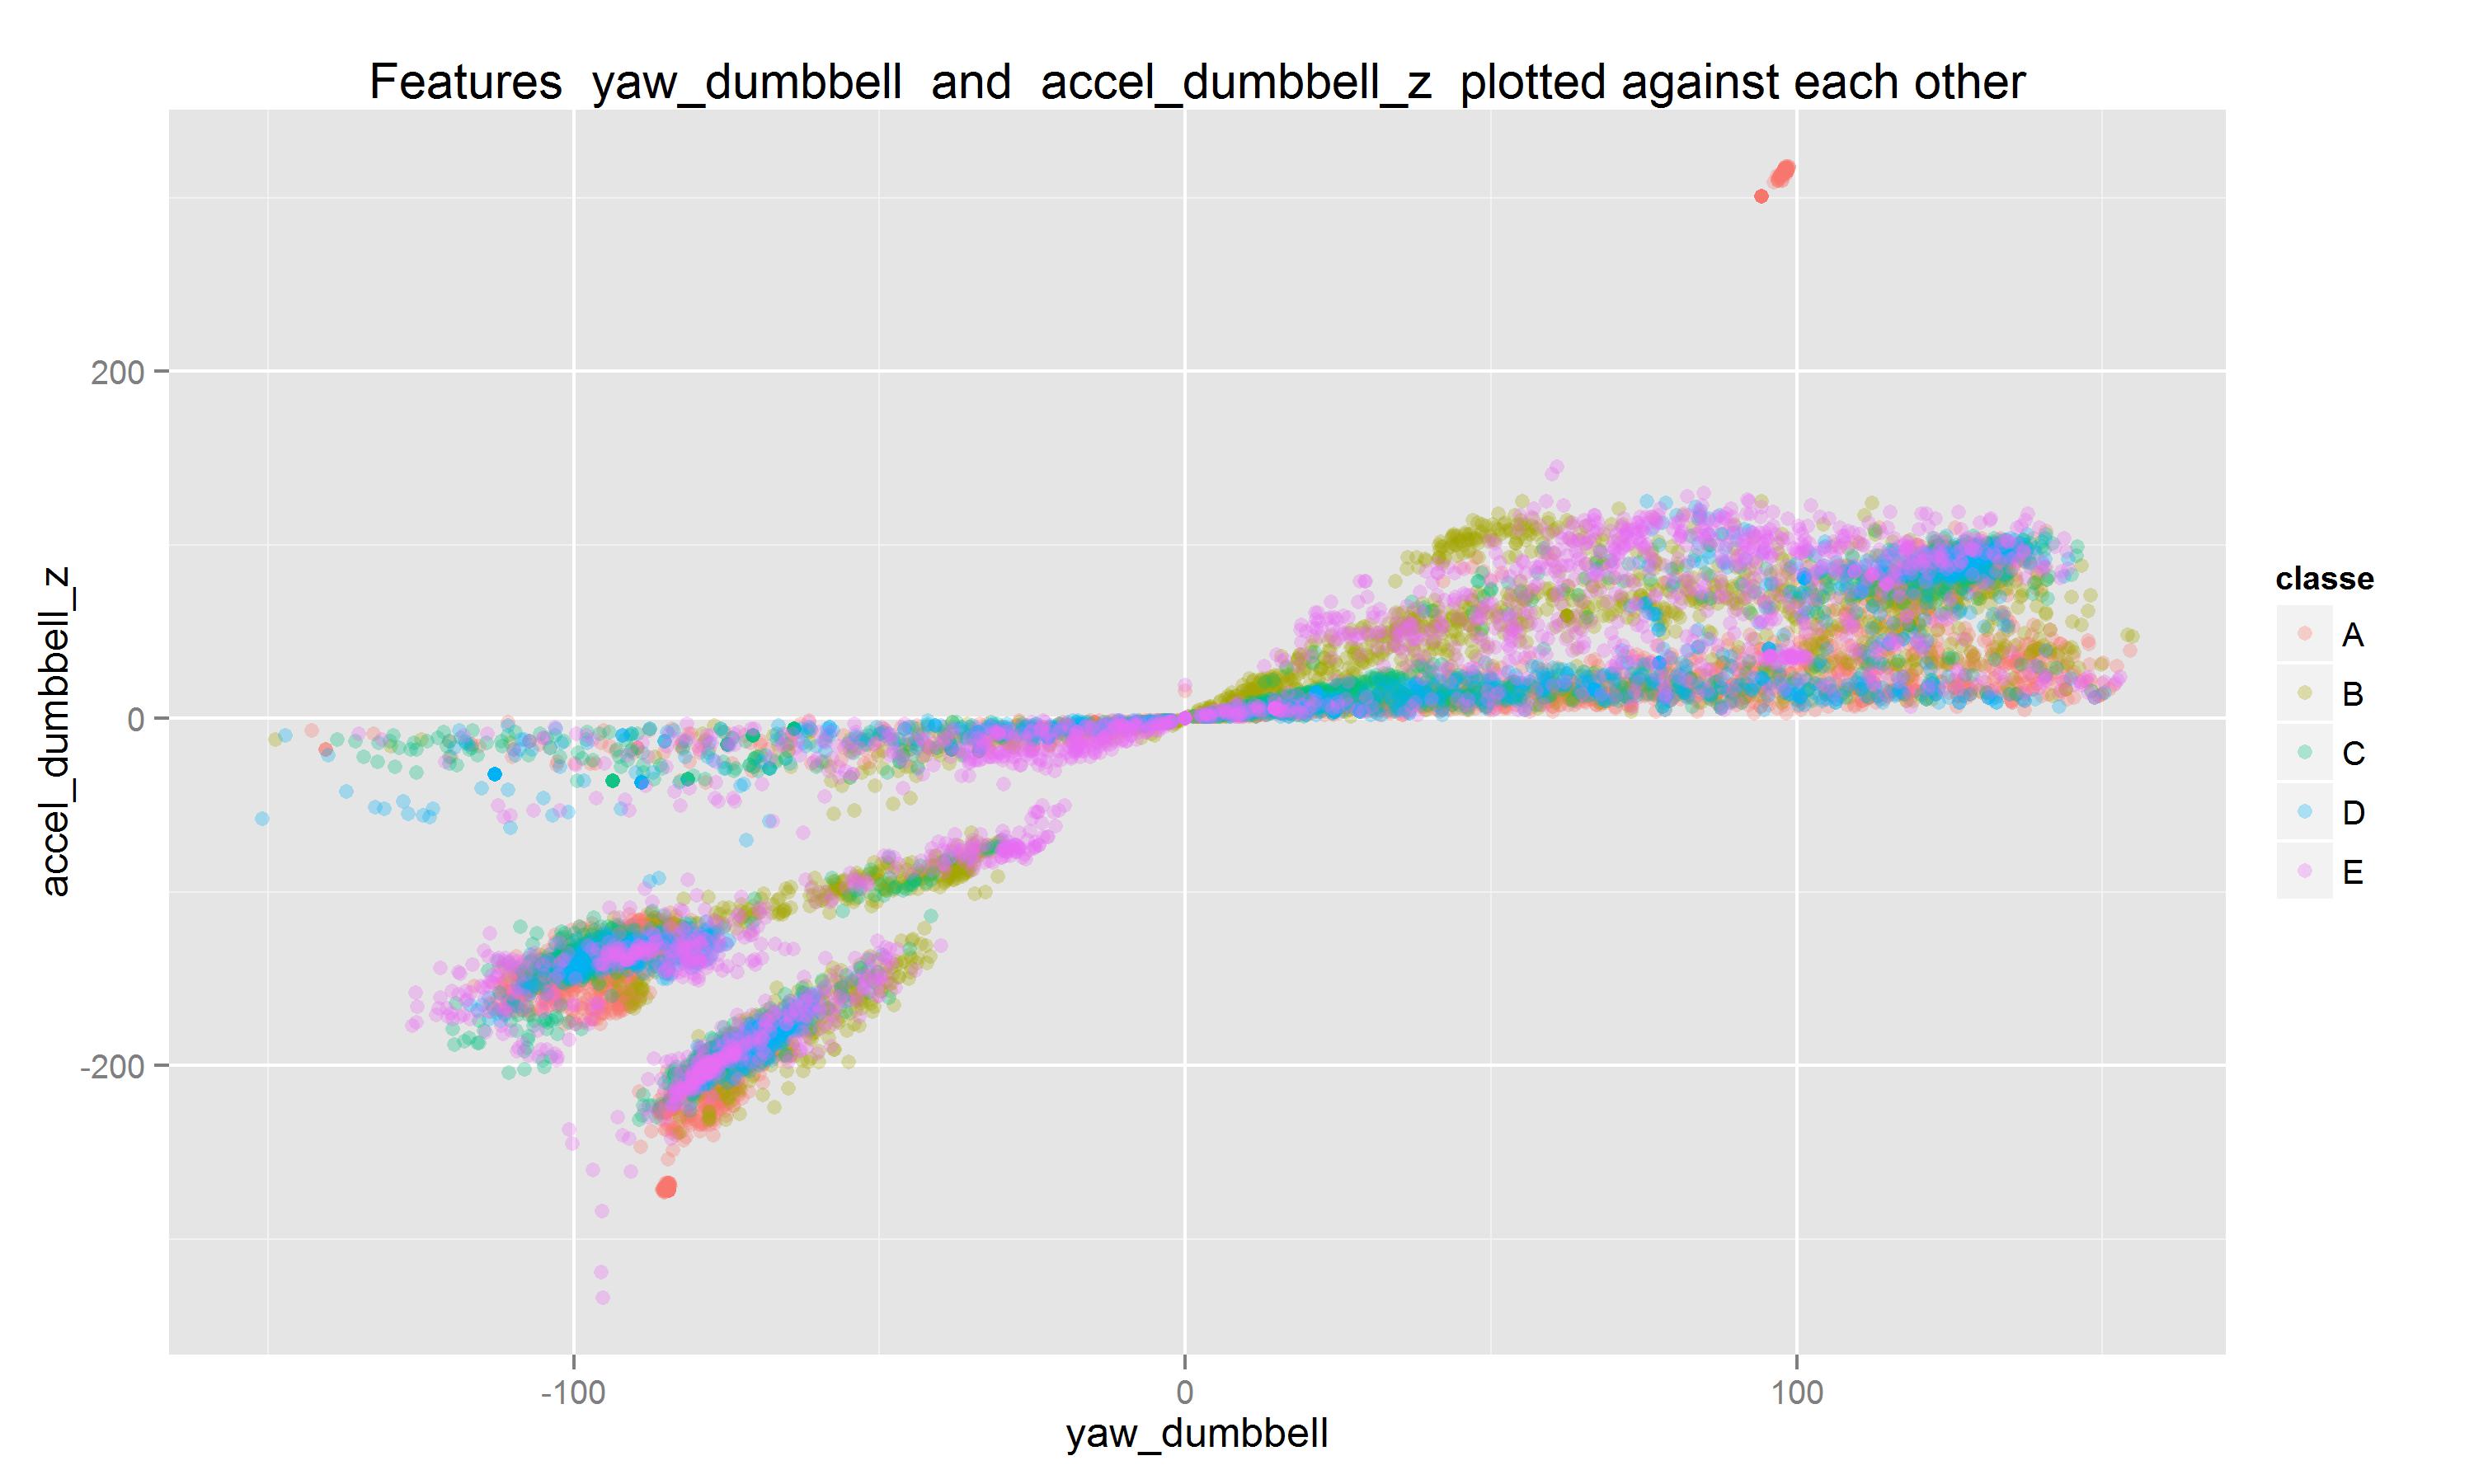 Features  yaw_dumbbell  and  accel_dumbbell_z  plotted against each other
accel_dumbbell_z
200
0
-200
-100
0
100
yaw_dumbbell
classe
A
B
C
D
E